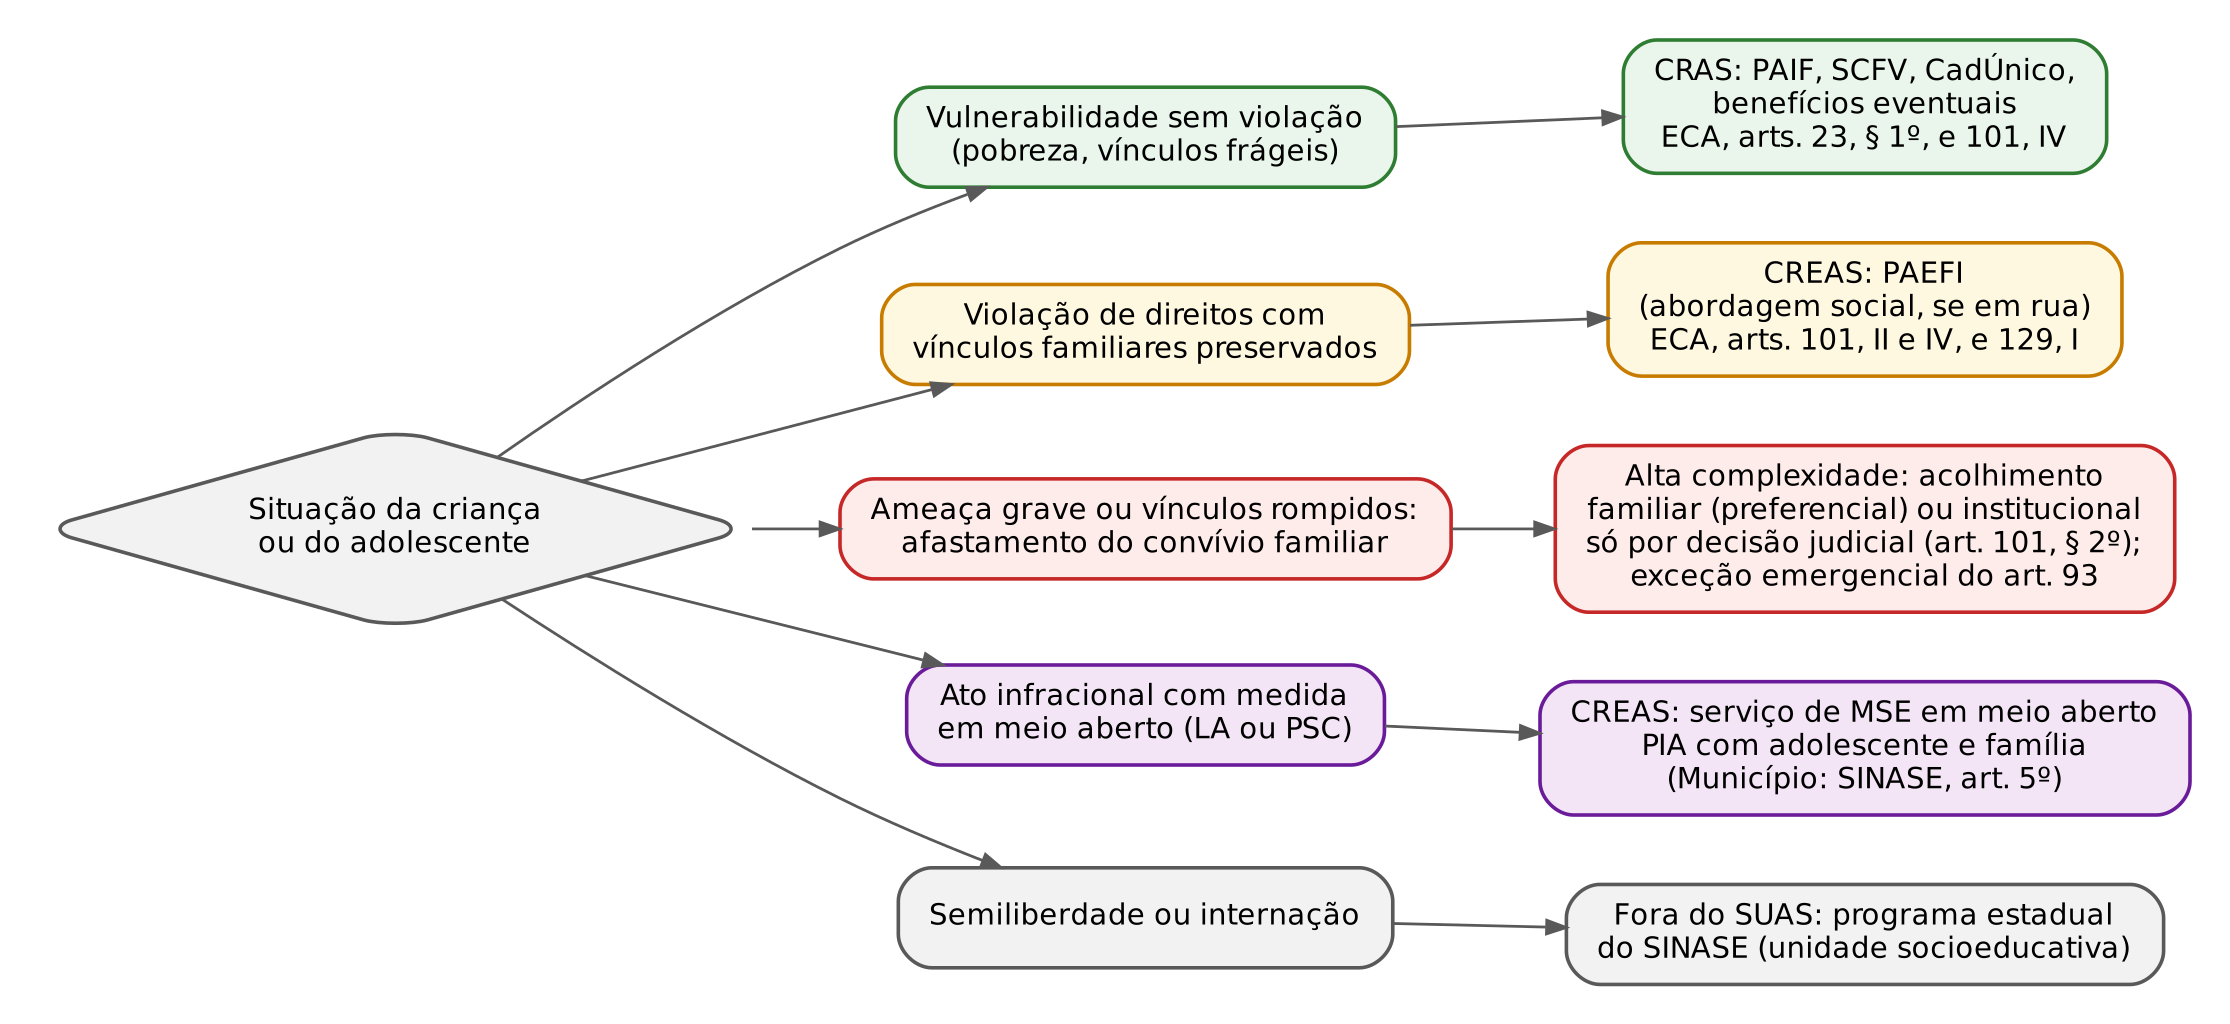 Situação da criança
ou do adolescente
Vulnerabilidade sem violação
(pobreza, vínculos frágeis)
CRAS: PAIF, SCFV, CadÚnico,
benefícios eventuais
ECA, arts. 23, § 1º, e 101, IV
Violação de direitos com
vínculos familiares preservados
CREAS: PAEFI
(abordagem social, se em rua)
ECA, arts. 101, II e IV, e 129, I
Ameaça grave ou vínculos rompidos:
afastamento do convívio familiar
Alta complexidade: acolhimento
familiar (preferencial) ou institucional
só por decisão judicial (art. 101, § 2º);
exceção emergencial do art. 93
Ato infracional com medida
em meio aberto (LA ou PSC)
CREAS: serviço de MSE em meio aberto
PIA com adolescente e família
(Município: SINASE, art. 5º)
Semiliberdade ou internação
Fora do SUAS: programa estadual
do SINASE (unidade socioeducativa)